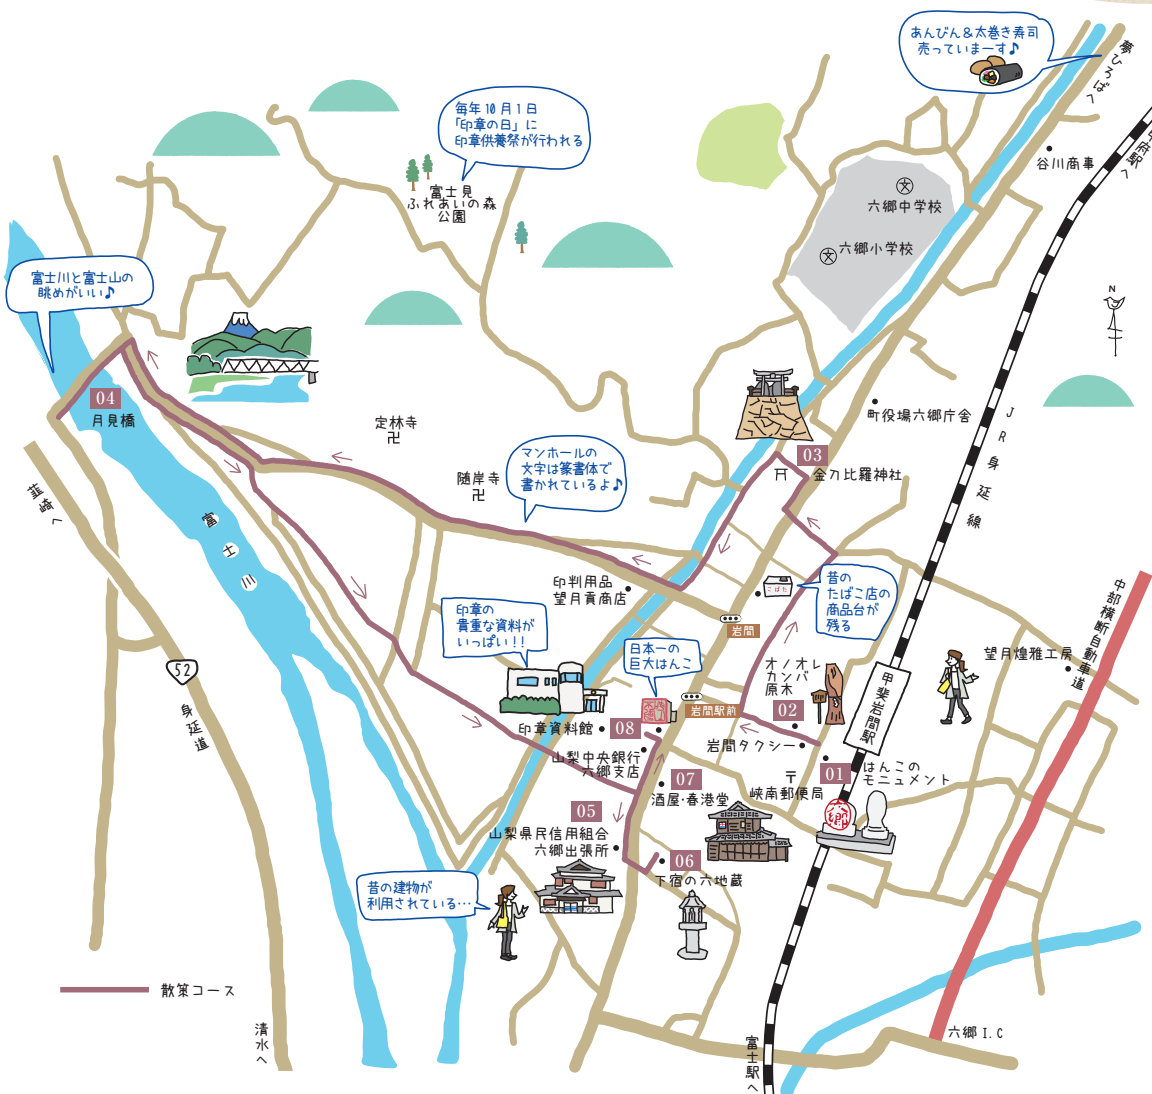 あんびん＆太巻き寿司
売っていまーす♪
夢ひろばへ
毎年10月1日
「印章の日」に
印章供養祭が行われる
富士見
ふれあいの森
公園
谷川商事
文
六郷中学校
文
六郷小学校
富士川と富士山の
眺めがいい♪
N
04
月見橋
定林寺
卍
随岸寺
卍
マンホールの
文字は篆書体で
書かれているよ♪
町役場六郷庁舎
JR身延線
03
金刀比羅神社
韮崎へ
富士川
印判用品
望月貢商店
こばた
昔の
たばこ店の
商品台が
残る
印章の
貴重な資料が
いっぱい!!
岩間
日本一の
巨大はんこ
中部横断自動車道
望月煌雅工房
52
身延道
オノオレ
カンバ
原木
02
岩間駅前
甲斐岩間駅
印章資料館
08
岩間タクシー
山梨中央銀行
六郷支店
07
酒屋・春港堂
〒
峡南郵便局
01
はんこの
モニュメント
六郷
05
山梨県民信用組合
六郷出張所
06
下宿の六地蔵
昔の建物が
利用されている…
散策コース
清水へ
富士駅へ
六郷I.C